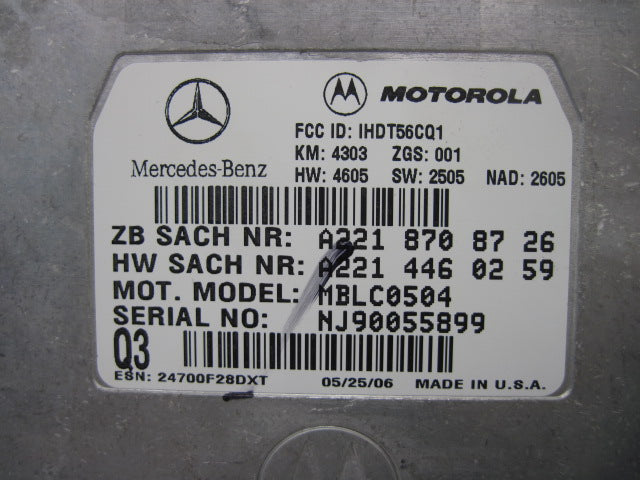 MOTOROLA
Mercedes-Benz
FCC ID: IHDT56CQ1
KM: 4303 ZGS: 001
HW: 4605 SW: 2505 NAD: 2605
ZB SACH NR: A221 870 87 26
HW SACH NR: A221 446 02 59
MOT. MODEL: MBLC0504
SERIAL NO: NJ90055899
Q3
ESN: 24700F28DXT 05/25/06 MADE IN U.S.A.